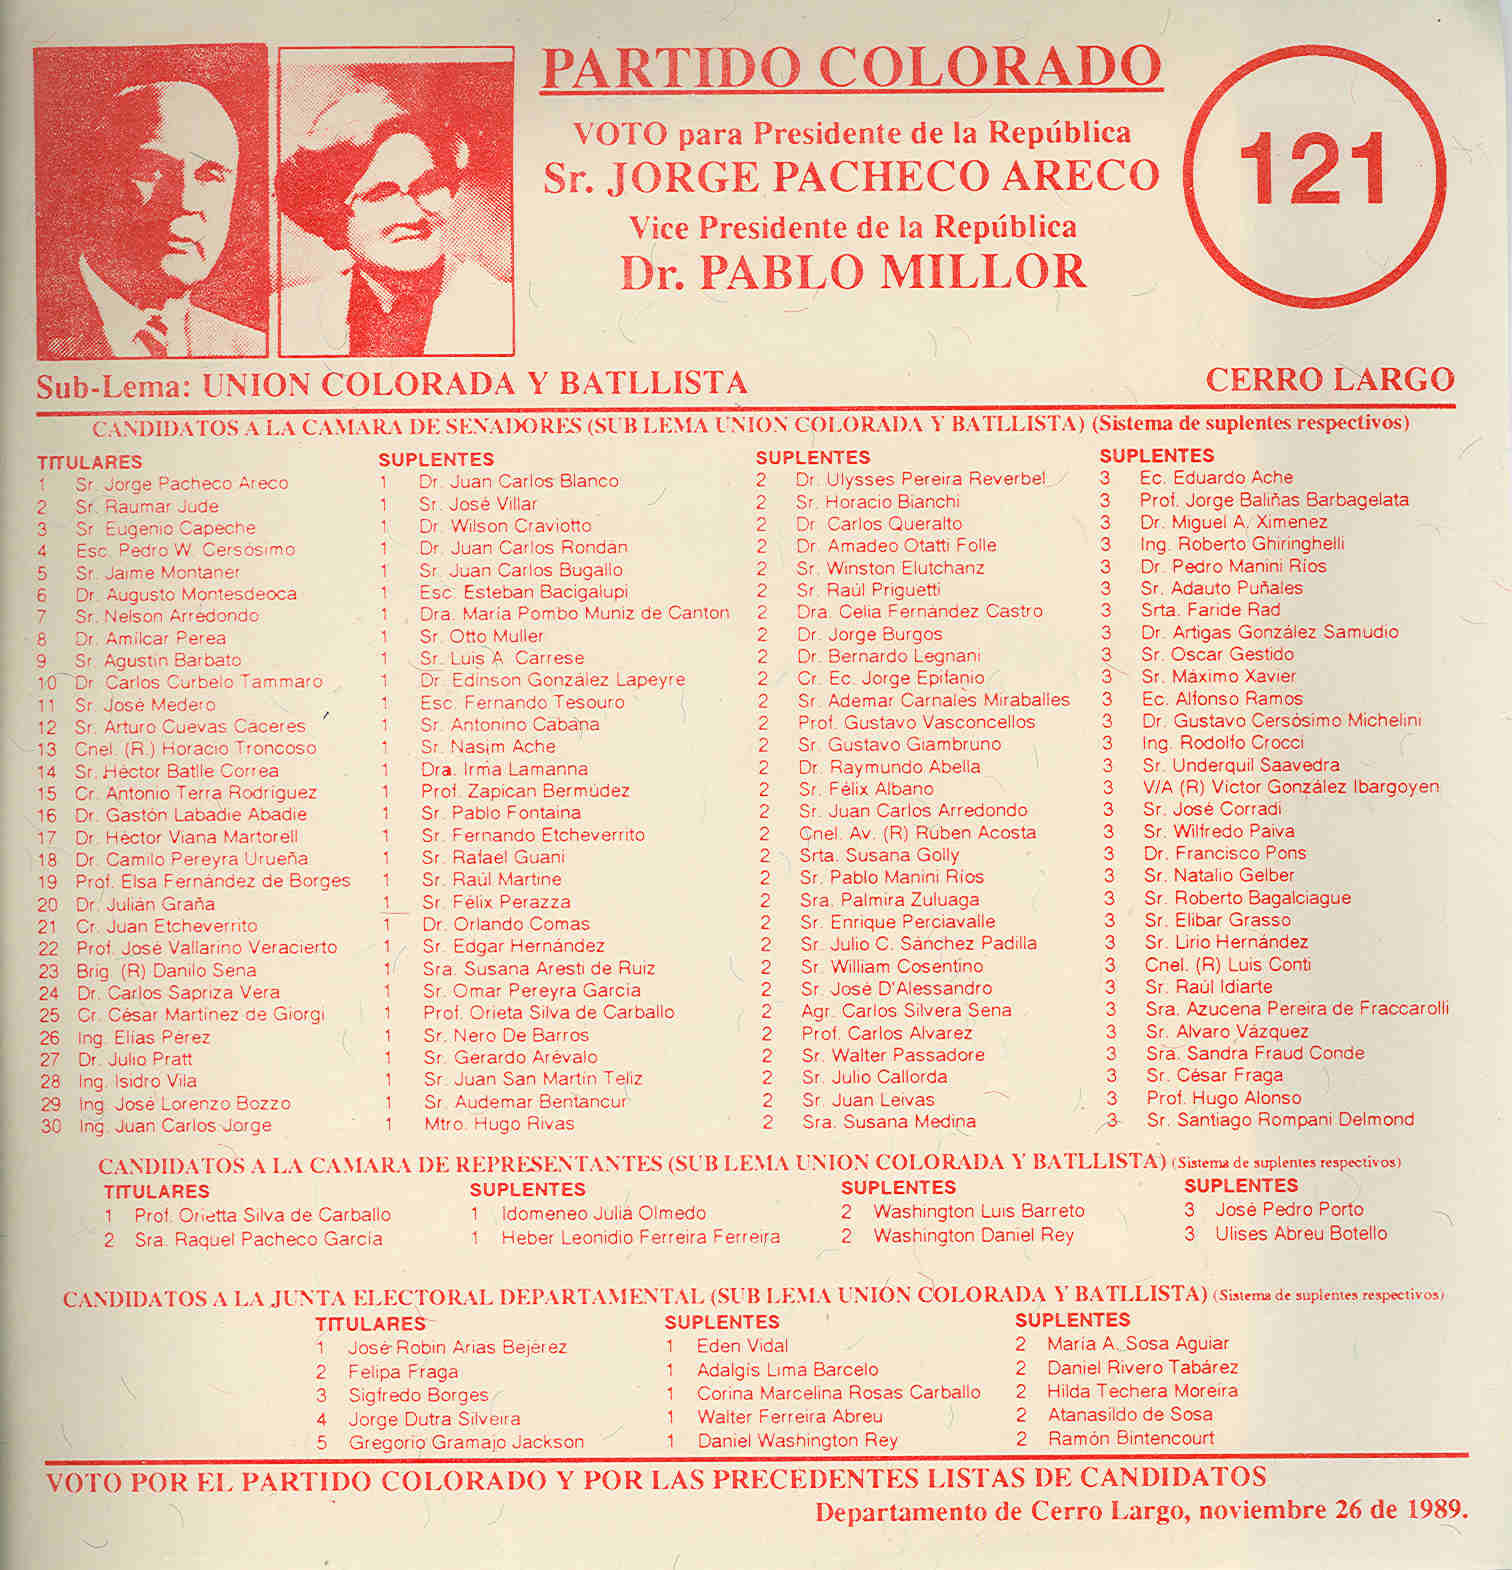 PARTIDO COLORADO
VOTO para Presidente de la República
Sr. JORGE PACHECO ARECO
Vice Presidente de la República
Dr. PABLO MILLOR
121
Sub-Lema: UNION COLORADA Y BATLLISTA CERRO LARGO
CANDIDATOS A LA CAMARA DE SENADORES (SUB LEMA UNION COLORADA Y BATLLISTA) (Sistema de suplentes respectivos)
TITULARES SUPLENTES SUPLENTES SUPLENTES
1 Sr. Jorge Pacheco Areco 1 Dr. Juan Carlos Blanco 2 Dr. Ulysses Pereira Reverbel 3 Ec. Eduardo Ache
2 Sr. Raumar Jude 1 Sr. José Villar 2 Sr. Horacio Bianchi 3 Prof. Jorge Baliñas Barbagelata
3 Sr Eugenio Capeche 1 Dr. Wilson Craviotto 2 Dr. Carlos Queralto 3 Dr. Miguel A. Ximenez
4 Esc. Pedro W. Cersósimo 1 Dr. Juan Carlos Rondán 2 Dr. Amadeo Otatti Folle 3 Ing. Roberto Ghiringhelli
5 Sr. Jaime Montaner 1 Sr. Juan Carlos Bugallo 2 Sr. Winston Elutchanz 3 Dr. Pedro Manini Ríos
6 Dr. Augusto Montesdeoca 1 Esc. Esteban Bacigalupi 2 Sr. Raúl Priguetti 3 Sr. Adauto Puñales
7 Sr. Nelson Arredondo 1 Dra. María Pombo Muniz de Canton 2 Dra. Celia Fernández Castro 3 Srta. Faride Rad
8 Dr. Amílcar Perea 1 Sr. Otto Muller 2 Dr. Jorge Burgos 3 Dr. Artigas González Samudio
9 Sr. Agustín Barbato 1 Sr. Luis A. Carrese 2 Dr. Bernardo Legnani 3 Sr. Oscar Gestido
10 Dr. Carlos Curbelo Tammaro 1 Dr. Edinson González Lapeyre 2 Cr. Ec. Jorge Epifanio 3 Sr. Máximo Xavier
11 Sr. José Medero 1 Esc. Fernando Tesouro 2 Sr. Ademar Carnales Miraballes 3 Ec. Alfonso Ramos
12 Sr. Arturo Cuevas Cáceres 1 Sr. Antonino Cabana 2 Prof. Gustavo Vasconcellos 3 Dr. Gustavo Cersósimo Michelini
13 Cnel. (R.) Horacio Troncoso 1 Sr. Nasim Ache 2 Sr. Gustavo Giambruno 3 Ing. Rodolfo Crocci
14 Sr. Héctor Batlle Correa 1 Dra. Irma Lamanna 2 Dr. Raymundo Abella 3 Sr. Underquil Saavedra
15 Cr. Antonio Terra Rodríguez 1 Prof. Zapican Bermúdez 2 Sr. Félix Albano 3 V/A (R) Victor González Ibargoyen
16 Dr. Gastón Labadie Abadie 1 Sr. Pablo Fontaina 2 Sr. Juan Carlos Arredondo 3 Sr. José Corradi
17 Dr. Héctor Viana Martorell 1 Sr. Fernando Etcheverrito 2 Cnel. Av. (R) Rúben Acosta 3 Sr. Wilfredo Paiva
18 Dr. Camilo Pereyra Urueña 1 Sr. Rafael Guani 2 Srta. Susana Golly 3 Dr. Francisco Pons
19 Prof. Elsa Fernández de Borges 1 Sr. Raúl Martine 2 Sr. Pablo Manini Ríos 3 Sr. Natalio Gelber
20 Dr. Julián Graña 1 Sr. Félix Perazza 2 Sra. Palmira Zuluaga 3 Sr. Roberto Bagalciague
21 Cr. Juan Etcheverrito 1 Dr. Orlando Comas 2 Sr. Enrique Perciavalle 3 Sr. Elibar Grasso
22 Prof. José Vallarino Veracierto 1 Sr. Edgar Hernández 2 Sr. Julio C. Sánchez Padilla 3 Sr. Lirio Hernández
23 Brig. (R) Danilo Sena 1 Sra. Susana Aresti de Ruiz 2 Sr. William Cosentino 3 Cnel. (R) Luis Conti
24 Dr. Carlos Sapriza Vera 1 Sr. Omar Pereyra García 2 Sr. José D'Alessandro 3 Sr. Raúl Idiarte
25 Cr. César Martínez de Giorgi 1 Prof. Orieta Silva de Carballo 2 Agr. Carlos Silvera Sena 3 Sra. Azucena Pereira de Fraccarolli
26 Ing. Elías Pérez 1 Sr. Nero De Barros 2 Prof. Carlos Alvarez 3 Sr. Alvaro Vázquez
27 Dr. Julio Pratt 1 Sr. Gerardo Arévalo 2 Sr. Walter Passadore 3 Sra. Sandra Fraud Conde
28 Ing. Isidro Vila 1 Sr. Juan San Martín Teliz 2 Sr. Julio Callorda 3 Sr. César Fraga
29 Ing. José Lorenzo Bozzo 1 Sr. Audemar Bentancur 2 Sr. Juan Leivas 3 Prof. Hugo Alonso
30 Ing. Juan Carlos Jorge 1 Mtro. Hugo Rivas 2 Sra. Susana Medina 3 Sr. Santiago Rompani Delmond
CANDIDATOS A LA CAMARA DE REPRESENTANTES (SUB LEMA UNION COLORADA Y BATLLISTA) (Sistema de suplentes respectivos)
TITULARES SUPLENTES SUPLENTES SUPLENTES
1 Prof. Orietta Silva de Carballo 1 Idomeneo Juliá Olmedo 2 Washington Luis Barreto 3 José Pedro Porto
2 Sra. Raquel Pacheco García 1 Heber Leonidio Ferreira Ferreira 2 Washington Daniel Rey 3 Ulises Abreu Botello
CANDIDATOS A LA JUNTA ELECTORAL DEPARTAMENTAL (SUB LEMA UNIÓN COLORADA Y BATLLISTA) (Sistema de suplentes respectivos)
TITULARES SUPLENTES SUPLENTES
1 José Robin Arias Bejérez 1 Eden Vidal 2 María A. Sosa Aguiar
2 Felipa Fraga 1 Adalgis Lima Barcelo 2 Daniel Rivero Tabárez
3 Sigfredo Borges 1 Corina Marcelina Rosas Carballo 2 Hilda Techera Moreira
4 Jorge Dutra Silveira 1 Walter Ferreira Abreu 2 Atanasildo de Sosa
5 Gregorio Gramajo Jackson 1 Daniel Washington Rey 2 Ramón Bintencourt
VOTO POR EL PARTIDO COLORADO Y POR LAS PRECEDENTES LISTAS DE CANDIDATOS
Departamento de Cerro Largo, noviembre 26 de 1989.